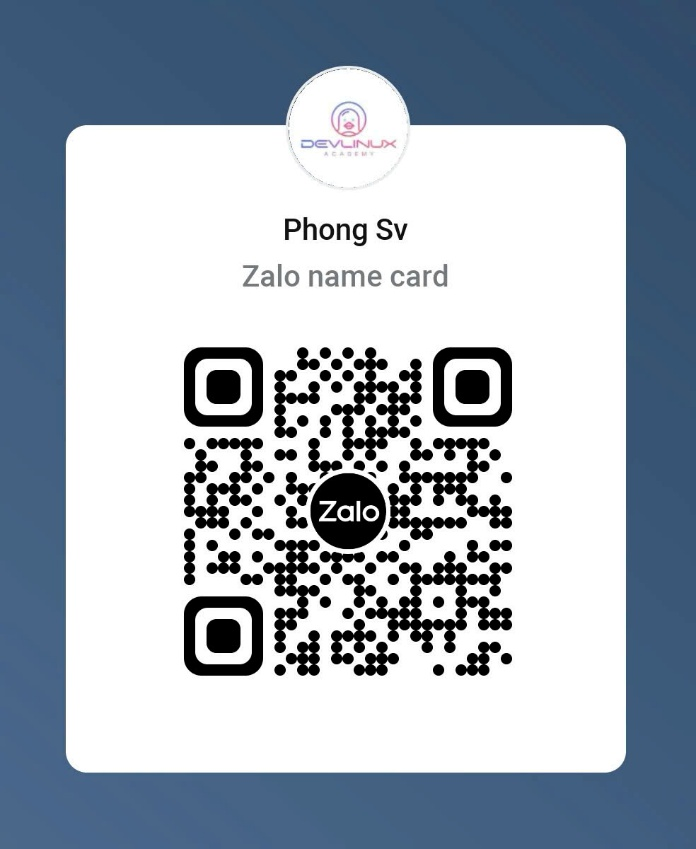 DEVLINUX
ACADEMY
Phong Sv
Zalo name card
Zalo